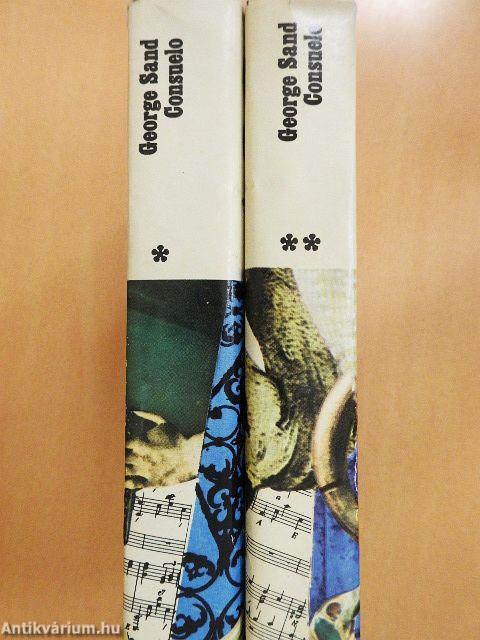 George Sand
Consuelo
*
George Sand
Consuelo
**
A
E
Antikvárium.hu